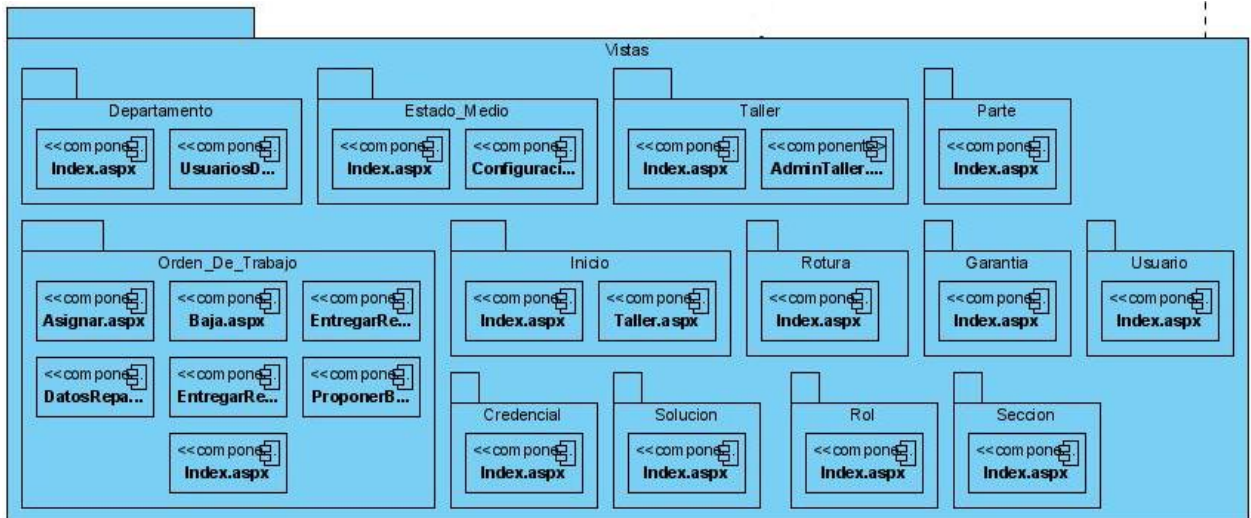 Vistas
Departamento
<<compone...
Index.aspx
<<compone...
UsuariosD...
Estado_Medio
<<compone...
Index.aspx
<<compone...
Configuraci...
Taller
<<compone...
Index.aspx
<<component>>
AdminTaller....
Parte
<<compone...
Index.aspx
Orden_De_Trabajo
<<compone...
Asignar.aspx
<<compone...
Baja.aspx
<<compone...
EntregarRe...
<<compone...
DatosRepa...
<<compone...
EntregarRe...
<<compone...
ProponerB...
<<compone...
Index.aspx
Inicio
<<compone...
Index.aspx
<<compone...
Taller.aspx
Rotura
<<compone...
Index.aspx
Garantia
<<compone...
Index.aspx
Usuario
<<compone...
Index.aspx
Credencial
<<compone...
Index.aspx
Solucion
<<compone...
Index.aspx
Rol
<<compone...
Index.aspx
Seccion
<<compone...
Index.aspx